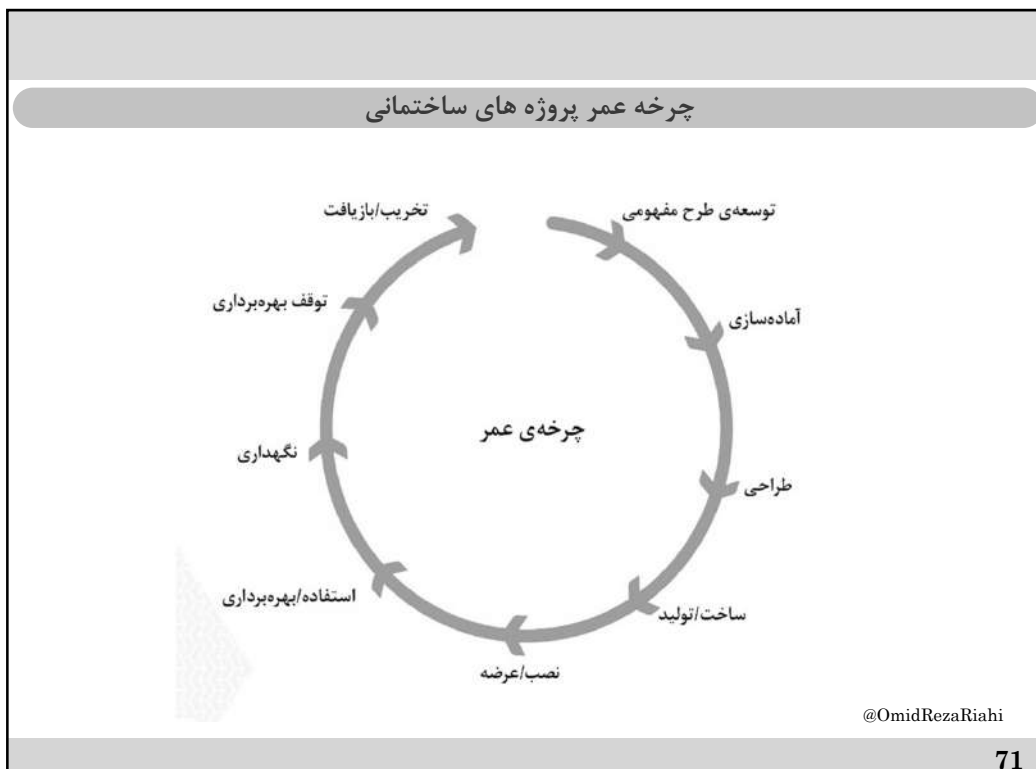 چرخه عمر پروژه های ساختمانی
توسعه‌ی طرح مفهومی
آماده‌سازی
طراحی
ساخت/تولید
نصب/عرضه
استفاده/بهره‌برداری
نگهداری
توقف بهره‌برداری
تخریب/بازیافت
چرخه‌ی عمر
@OmidRezaRiahi
71